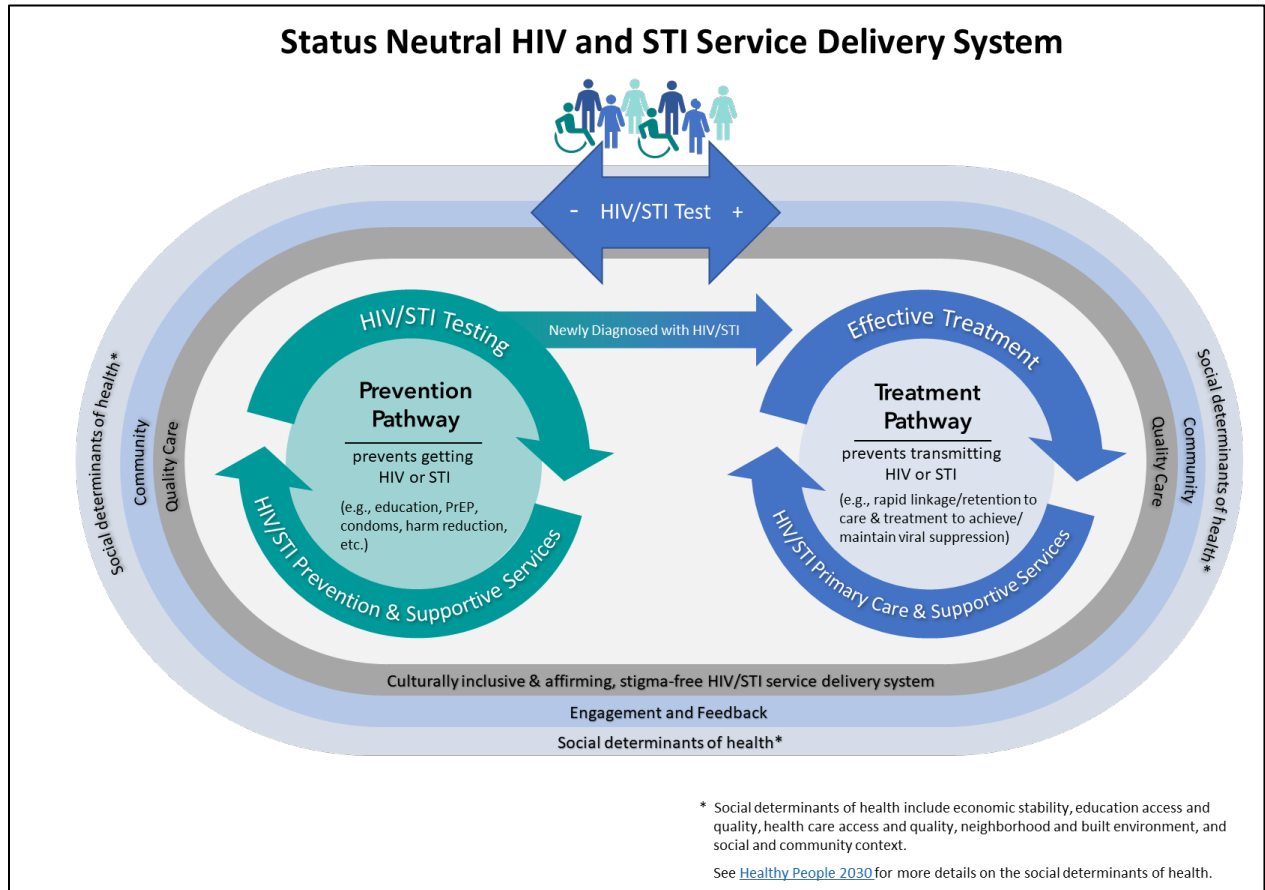 Status Neutral HIV and STI Service Delivery System
- HIV/STI Test +
HIV/STI Testing
Newly Diagnosed with HIV/STI
Effective Treatment
Prevention
Pathway
prevents getting
HIV or STI
(e.g., education, PrEP,
condoms, harm reduction,
etc.)
HIV/STI Prevention & Supportive Services
Treatment
Pathway
prevents transmitting
HIV or STI
(e.g., rapid linkage/retention to
care & treatment to achieve/
maintain viral suppression)
HIV/STI Primary Care & Supportive Services
Social determinants of health*
Community
Quality Care
Quality Care
Community
Social determinants of health*
Culturally inclusive & affirming, stigma-free HIV/STI service delivery system
Engagement and Feedback
Social determinants of health*
* Social determinants of health include economic stability, education access and
quality, health care access and quality, neighborhood and built environment, and
social and community context.
See Healthy People 2030 for more details on the social determinants of health.